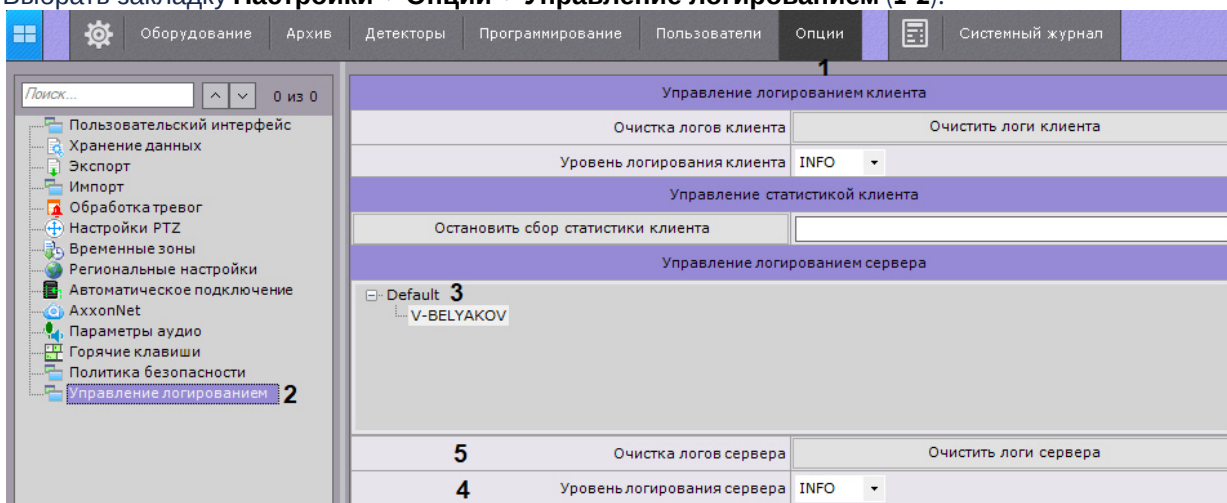 Выбрать закладку Настройки → Опции → Управление логированием (1-2).
Оборудование Архив Детекторы Программирование Пользователи Опции Системный журнал
1
Поиск... 0 из 0
Пользовательский интерфейс
Хранение данных
Экспорт
Импорт
Обработка тревог
Настройки PTZ
Временные зоны
Региональные настройки
Автоматическое подключение
AxxonNet
Параметры аудио
Горячие клавиши
Политика безопасности
Управление логированием 2
Управление логированием клиента
Очистка логов клиента Очистить логи клиента
Уровень логирования клиента INFO
Управление статистикой клиента
Остановить сбор статистики клиента
Управление логированием сервера
Default 3
V-BELYAKOV
5 Очистка логов сервера Очистить логи сервера
4 Уровень логирования сервера INFO